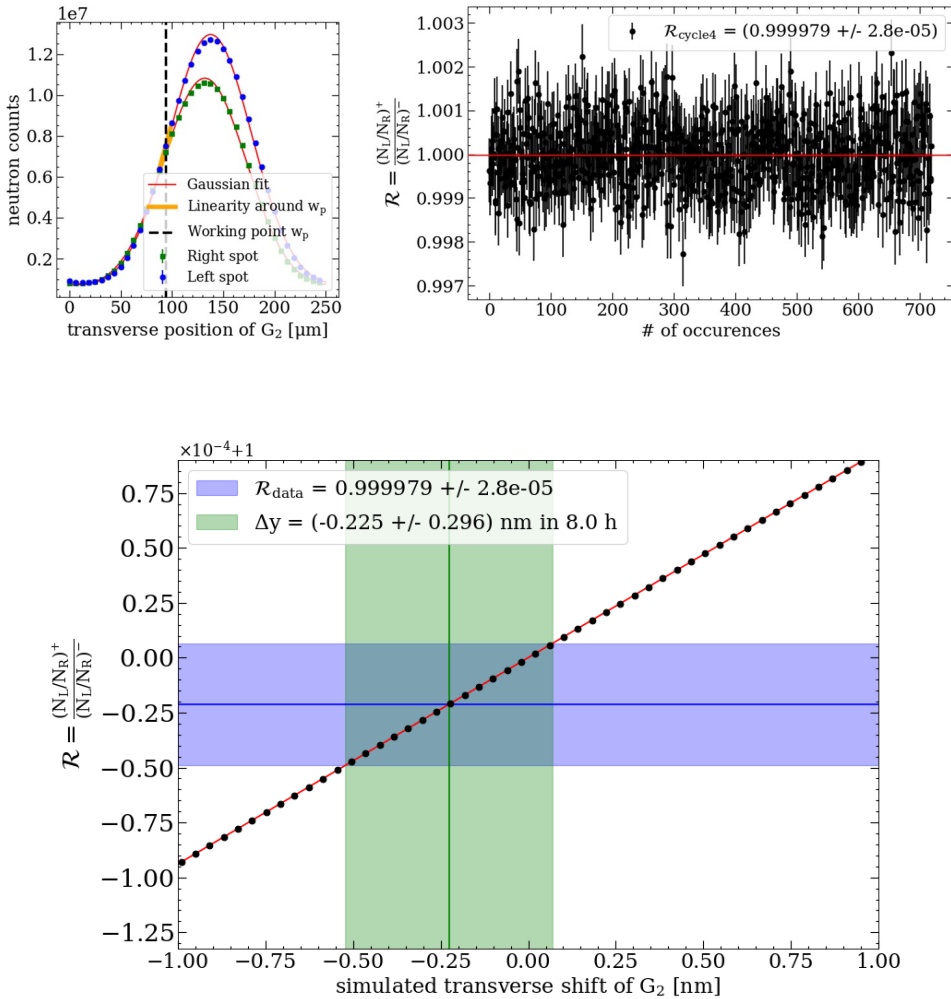 1e7
neutron counts
1.2
1.0
0.8
0.6
0.4
0.2
Gaussian fit
Linearity around wₚ
Working point wₚ
Right spot
Left spot
0 50 100 150 200 250
transverse position of G₂ [μm]
ℛ = (N_L/N_R)⁺ / (N_L/N_R)⁻
1.003
1.002
1.001
1.000
0.999
0.998
0.997
ℛcycle4 = (0.999979 +/- 2.8e-05)
0 100 200 300 400 500 600 700
# of occurences
×10⁻⁴+1
ℛ = (N_L/N_R)⁺ / (N_L/N_R)⁻
0.75
0.50
0.25
0.00
−0.25
−0.50
−0.75
−1.00
−1.25
ℛdata = 0.999979 +/- 2.8e-05
Δy = (-0.225 +/- 0.296) nm in 8.0 h
−1.00 −0.75 −0.50 −0.25 0.00 0.25 0.50 0.75 1.00
simulated transverse shift of G₂ [nm]